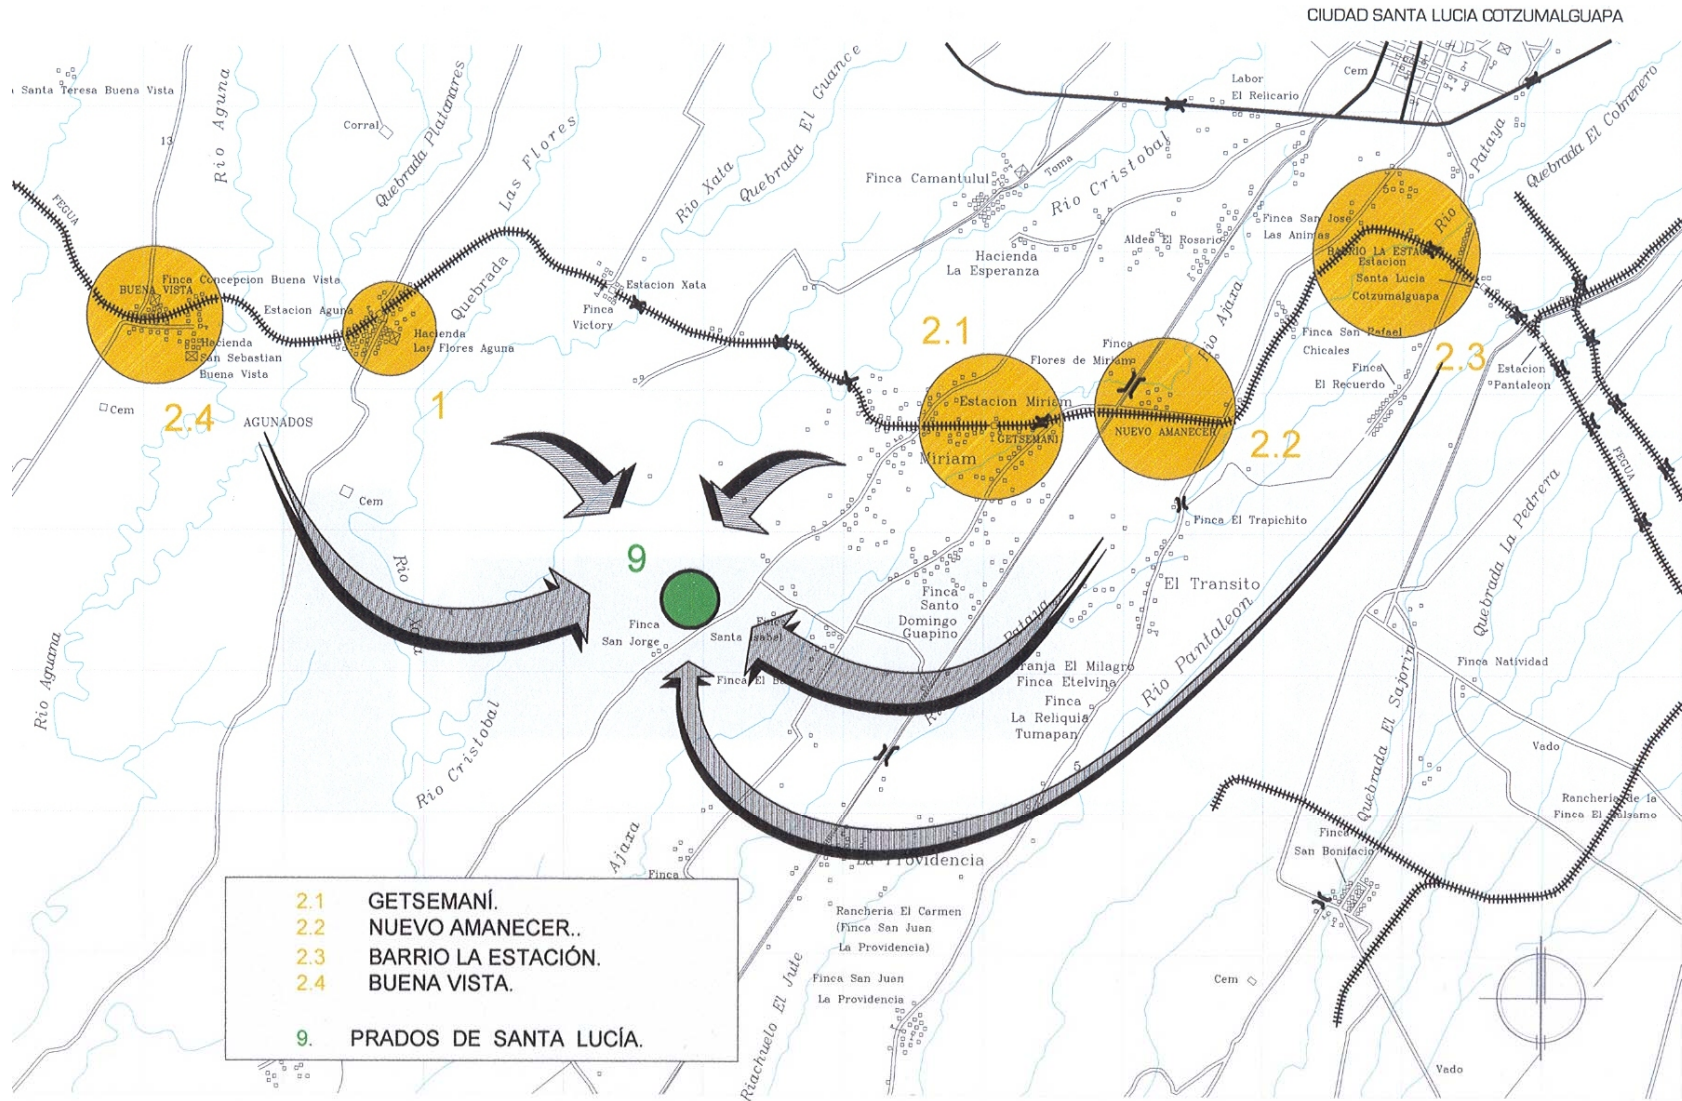 CIUDAD SANTA LUCIA COTZUMALGUAPA
Santa Teresa Buena Vista
Rio Aguna
Corral
13
Quebrada Platanares
Las Flores
Quebrada
Rio Xata
Quebrada El Guance
Labor
El Relicario
Cem
Finca Camantulul
Toma
Rio Cristobal
Pataya
Rio
Quebrada El Cobrenero
FEGUA
Finca San Jose
Las Animas
Aldea El Rosario
Hacienda
La Esperanza
BARRIO LA ESTAC
Estacion
Santa Lucia
Cotzumalguapa
Finca Concepcion Buena Vista
BUENA VISTA
Estacion Aguna
Hacienda
San Sebastian
Buena Vista
Hacienda
Las Flores Aguna
Estacion Xata
Finca
Victory
Rio Ajaxa
2.1
Finca
Flores de Miriam
Finca San Rafael
Chicales
2.3
Finca
El Recuerdo
Estacion
Pantaleon
Cem
2.4
1
AGUNADOS
Estacion Miriam
GETSEMANI
Miriam
NUEVO AMANECER
2.2
FEGUA
Cem
Finca El Trapichito
Quebrada La Pedrera
9
Rio
Finca
San Jorge
Santa Isabel
Finca
Santo
Domingo
Guapino
El Transito
Pataya
Rio Pantaleon
Rio Aguana
Rio Cristobal
Granja El Milagro
Finca Etelvina
Finca
La Reliquia
Tumapan
Finca Natividad
Quebrada El Sajorin
Vado
5
Rancheria de la
Finca El Balsamo
Finca
San Bonifacio
Ajaxa
Finca
La Providencia
Rancheria El Carmen
(Finca San Juan
La Providencia)
Finca San Juan
La Providencia
Riachuelo El Jute
Cem
Vado
2.1 GETSEMANÍ.
2.2 NUEVO AMANECER..
2.3 BARRIO LA ESTACIÓN.
2.4 BUENA VISTA.
9. PRADOS DE SANTA LUCÍA.